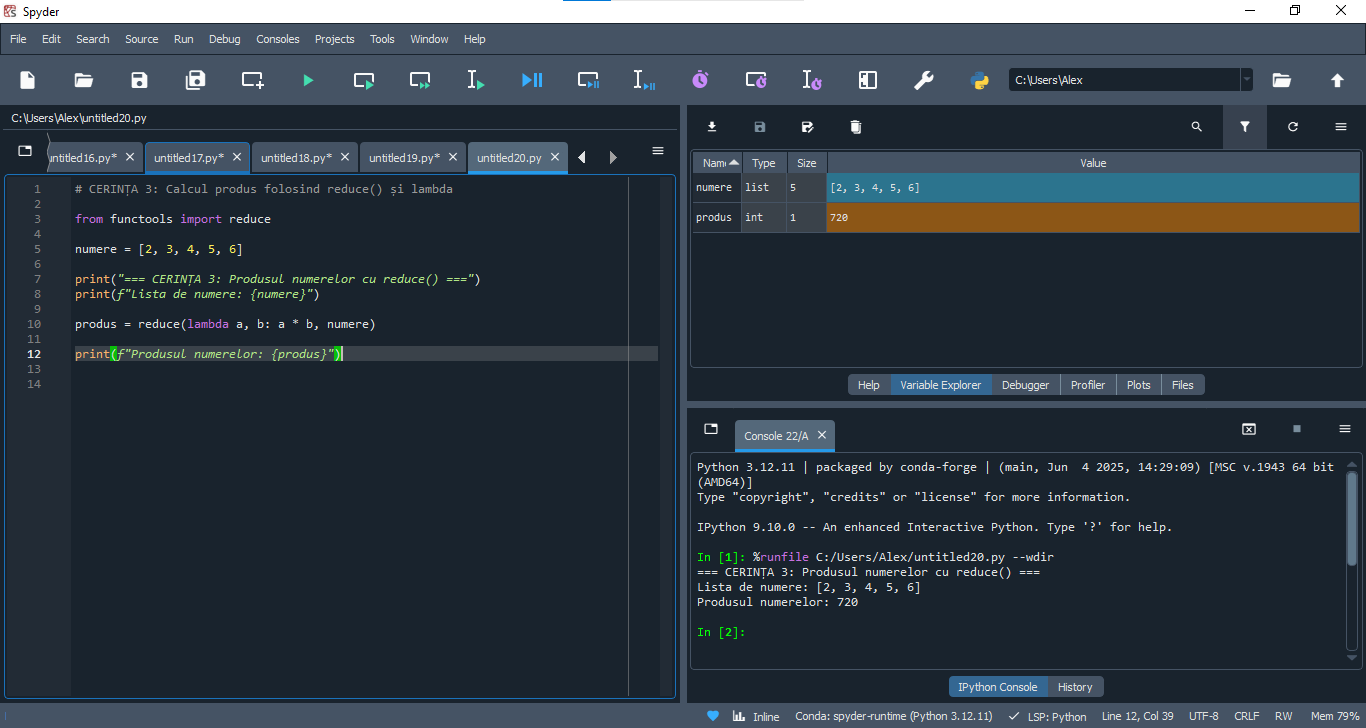 Spyder
File Edit Search Source Run Debug Consoles Projects Tools Window Help
C:\Users\Alex
C:\Users\Alex\untitled20.py
ntitled16.py* untitled17.py* untitled18.py* untitled19.py* untitled20.py
1 # CERINȚA 3: Calcul produs folosind reduce() și lambda
2
3 from functools import reduce
4
5 numere = [2, 3, 4, 5, 6]
6
7 print("=== CERINȚA 3: Produsul numerelor cu reduce() ===")
8 print(f"Lista de numere: {numere}")
9
10 produs = reduce(lambda a, b: a * b, numere)
11
12 print(f"Produsul numerelor: {produs}")
13
14
Nam Type Size Value
numere list 5 [2, 3, 4, 5, 6]
produs int 1 720
Help Variable Explorer Debugger Profiler Plots Files
Console 22/A
Python 3.12.11 | packaged by conda-forge | (main, Jun  4 2025, 14:29:09) [MSC v.1943 64 bit
(AMD64)]
Type "copyright", "credits" or "license" for more information.
IPython 9.10.0 -- An enhanced Interactive Python. Type '?' for help.
In [1]: %runfile C:/Users/Alex/untitled20.py --wdir
=== CERINȚA 3: Produsul numerelor cu reduce() ===
Lista de numere: [2, 3, 4, 5, 6]
Produsul numerelor: 720
In [2]:
IPython Console History
Inline Conda: spyder-runtime (Python 3.12.11) LSP: Python Line 12, Col 39 UTF-8 CRLF RW Mem 79%